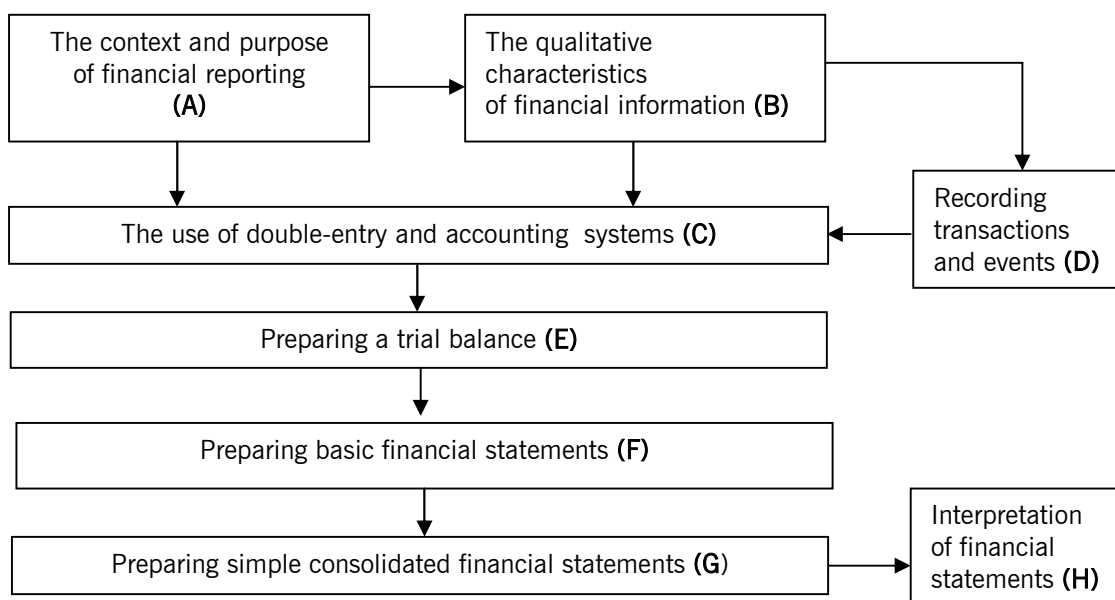 The context and purpose
of financial reporting
(A)
The qualitative
characteristics
of financial information (B)
Recording
transactions
and events (D)
The use of double-entry and accounting systems (C)
Preparing a trial balance (E)
Preparing basic financial statements (F)
Preparing simple consolidated financial statements (G)
Interpretation
of financial
statements (H)